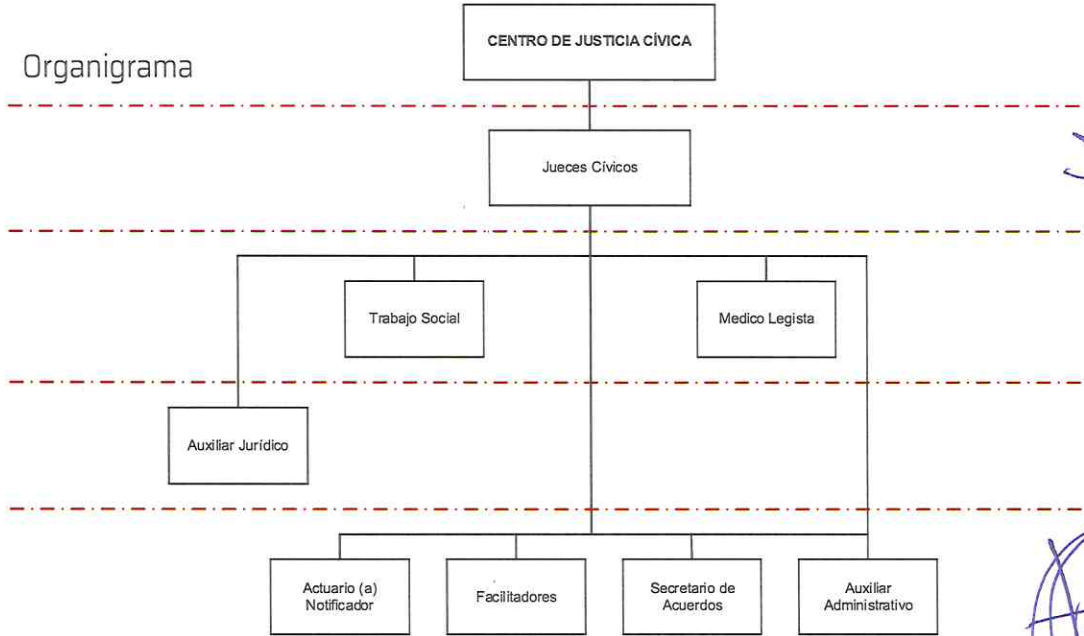 CENTRO DE JUSTICIA CÍVICA
Organigrama
Jueces Cívicos
Trabajo Social
Medico Legista
Auxiliar Jurídico
Actuario (a)
Notificador
Facilitadores
Secretario de
Acuerdos
Auxiliar
Administrativo